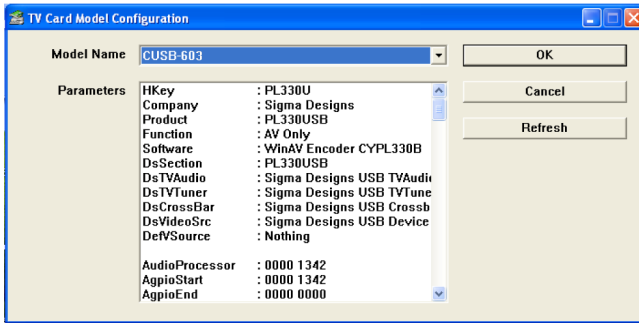 TV Card Model Configuration
Model Name CUSB-603 OK
Parameters Cancel
Refresh
HKey : PL330U
Company : Sigma Designs
Product : PL330USB
Function : AV Only
Software : WinAV Encoder CYPL330B
DsSection : PL330USB
DsTVAudio : Sigma Designs USB TVAudi
DsTVTuner : Sigma Designs USB TVTune
DsCrossBar : Sigma Designs USB Crossb
DsVideoSrc : Sigma Designs USB Device
DefVSource : Nothing
AudioProcessor : 0000 1342
AgpioStart : 0000 1342
AgpioEnd : 0000 0000